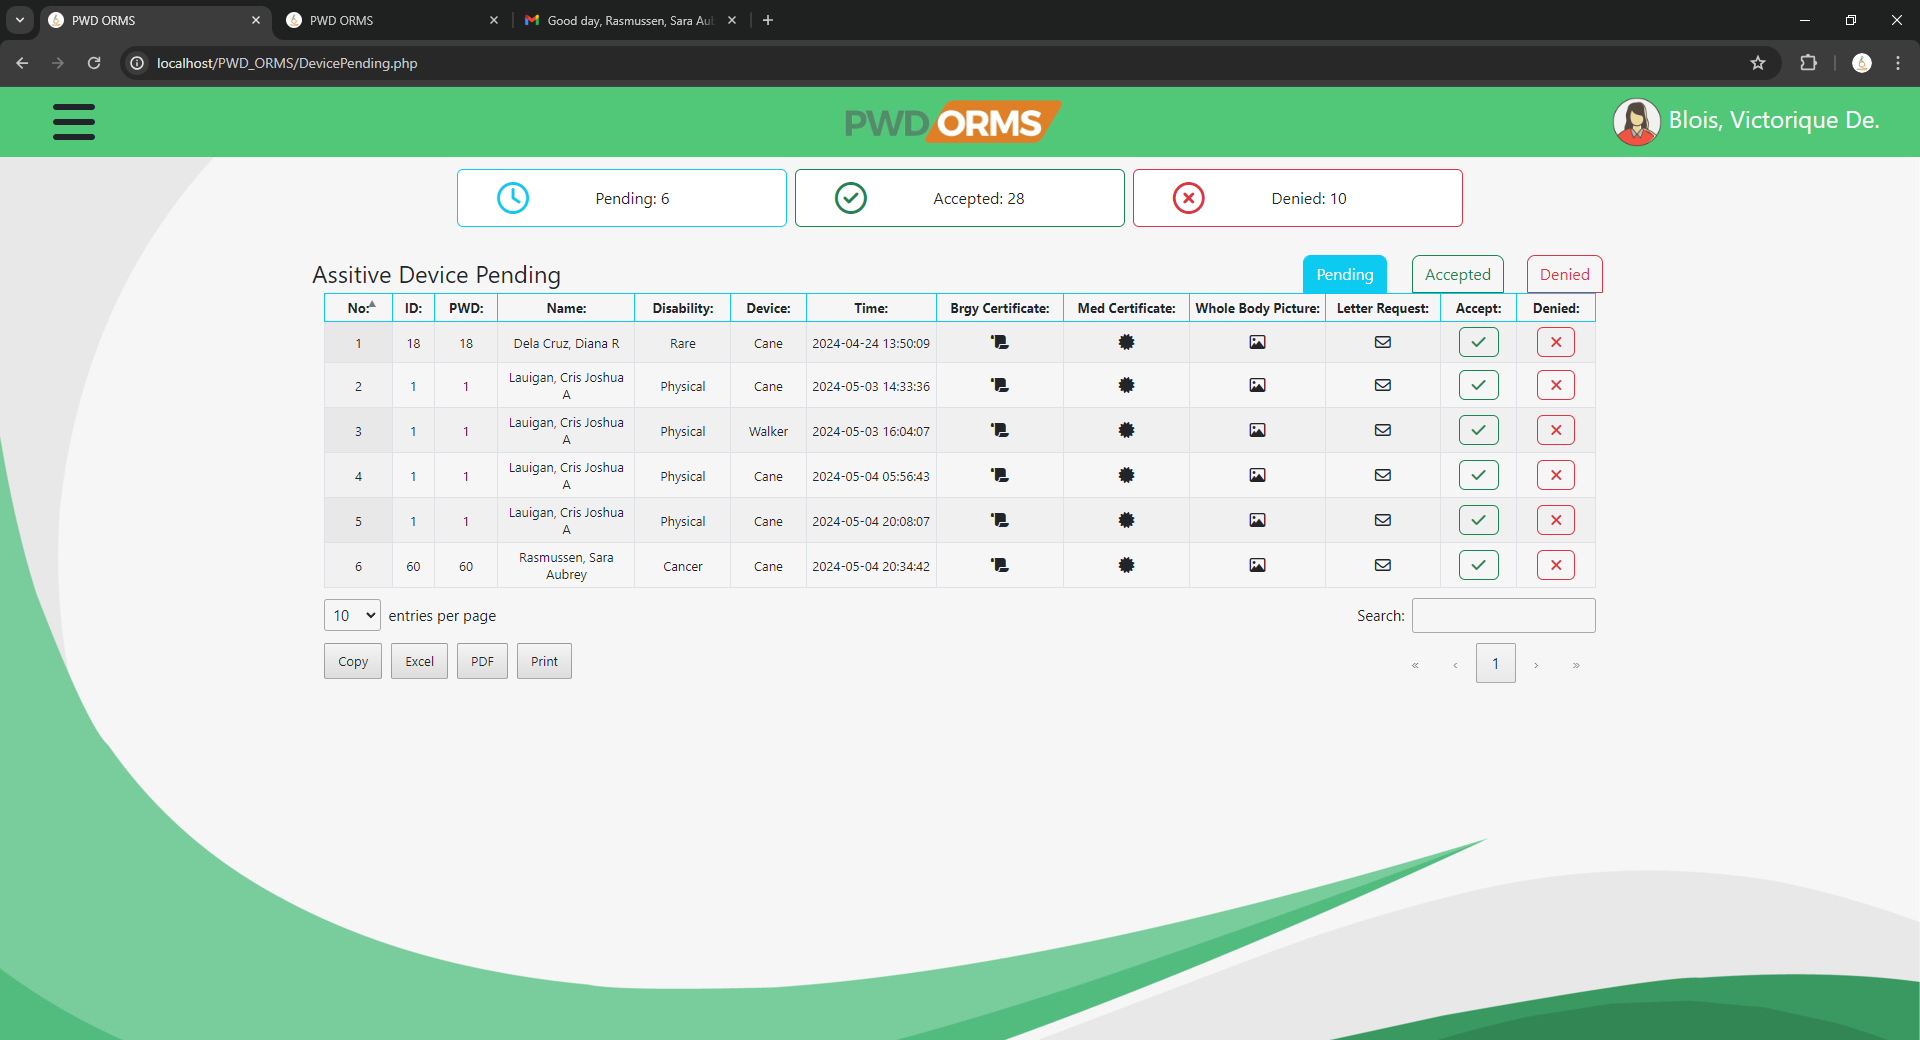 PWD ORMS
PWD ORMS
Good day, Rasmussen, Sara Au
localhost/PWD_ORMS/DevicePending.php
PWD ORMS
Blois, Victorique De.
Pending: 6
Accepted: 28
Denied: 10
Assitive Device Pending
Pending
Accepted
Denied
No: ID: PWD: Name: Disability: Device: Time: Brgy Certificate: Med Certificate: Whole Body Picture: Letter Request: Accept: Denied:
1 18 18 Dela Cruz, Diana R Rare Cane 2024-04-24 13:50:09
2 1 1 Lauigan, Cris Joshua A Physical Cane 2024-05-03 14:33:36
3 1 1 Lauigan, Cris Joshua A Physical Walker 2024-05-03 16:04:07
4 1 1 Lauigan, Cris Joshua A Physical Cane 2024-05-04 05:56:43
5 1 1 Lauigan, Cris Joshua A Physical Cane 2024-05-04 20:08:07
6 60 60 Rasmussen, Sara Aubrey Cancer Cane 2024-05-04 20:34:42
10 entries per page
Search:
Copy Excel PDF Print
« ‹ 1 › »